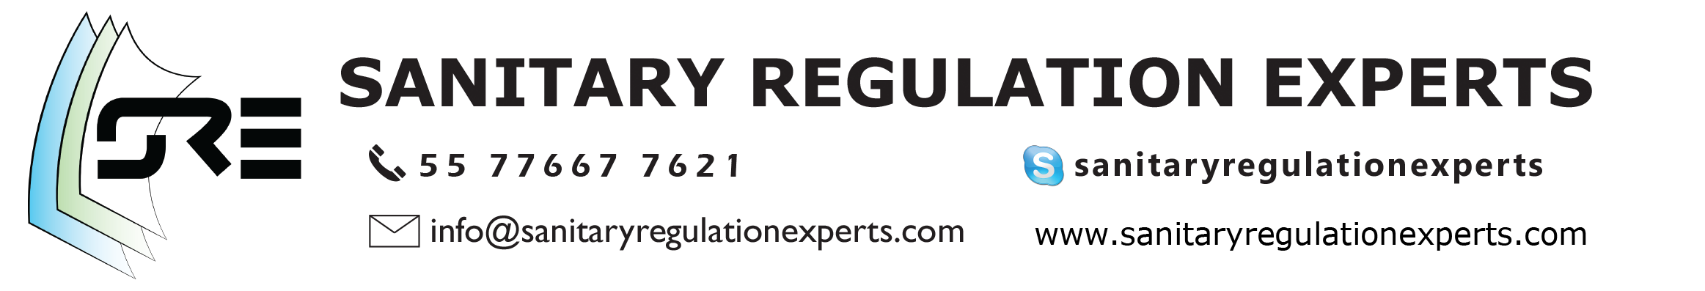 SRE
SANITARY REGULATION EXPERTS
55 77667 7621
S sanitaryregulationexperts
info@sanitaryregulationexperts.com
www.sanitaryregulationexperts.com